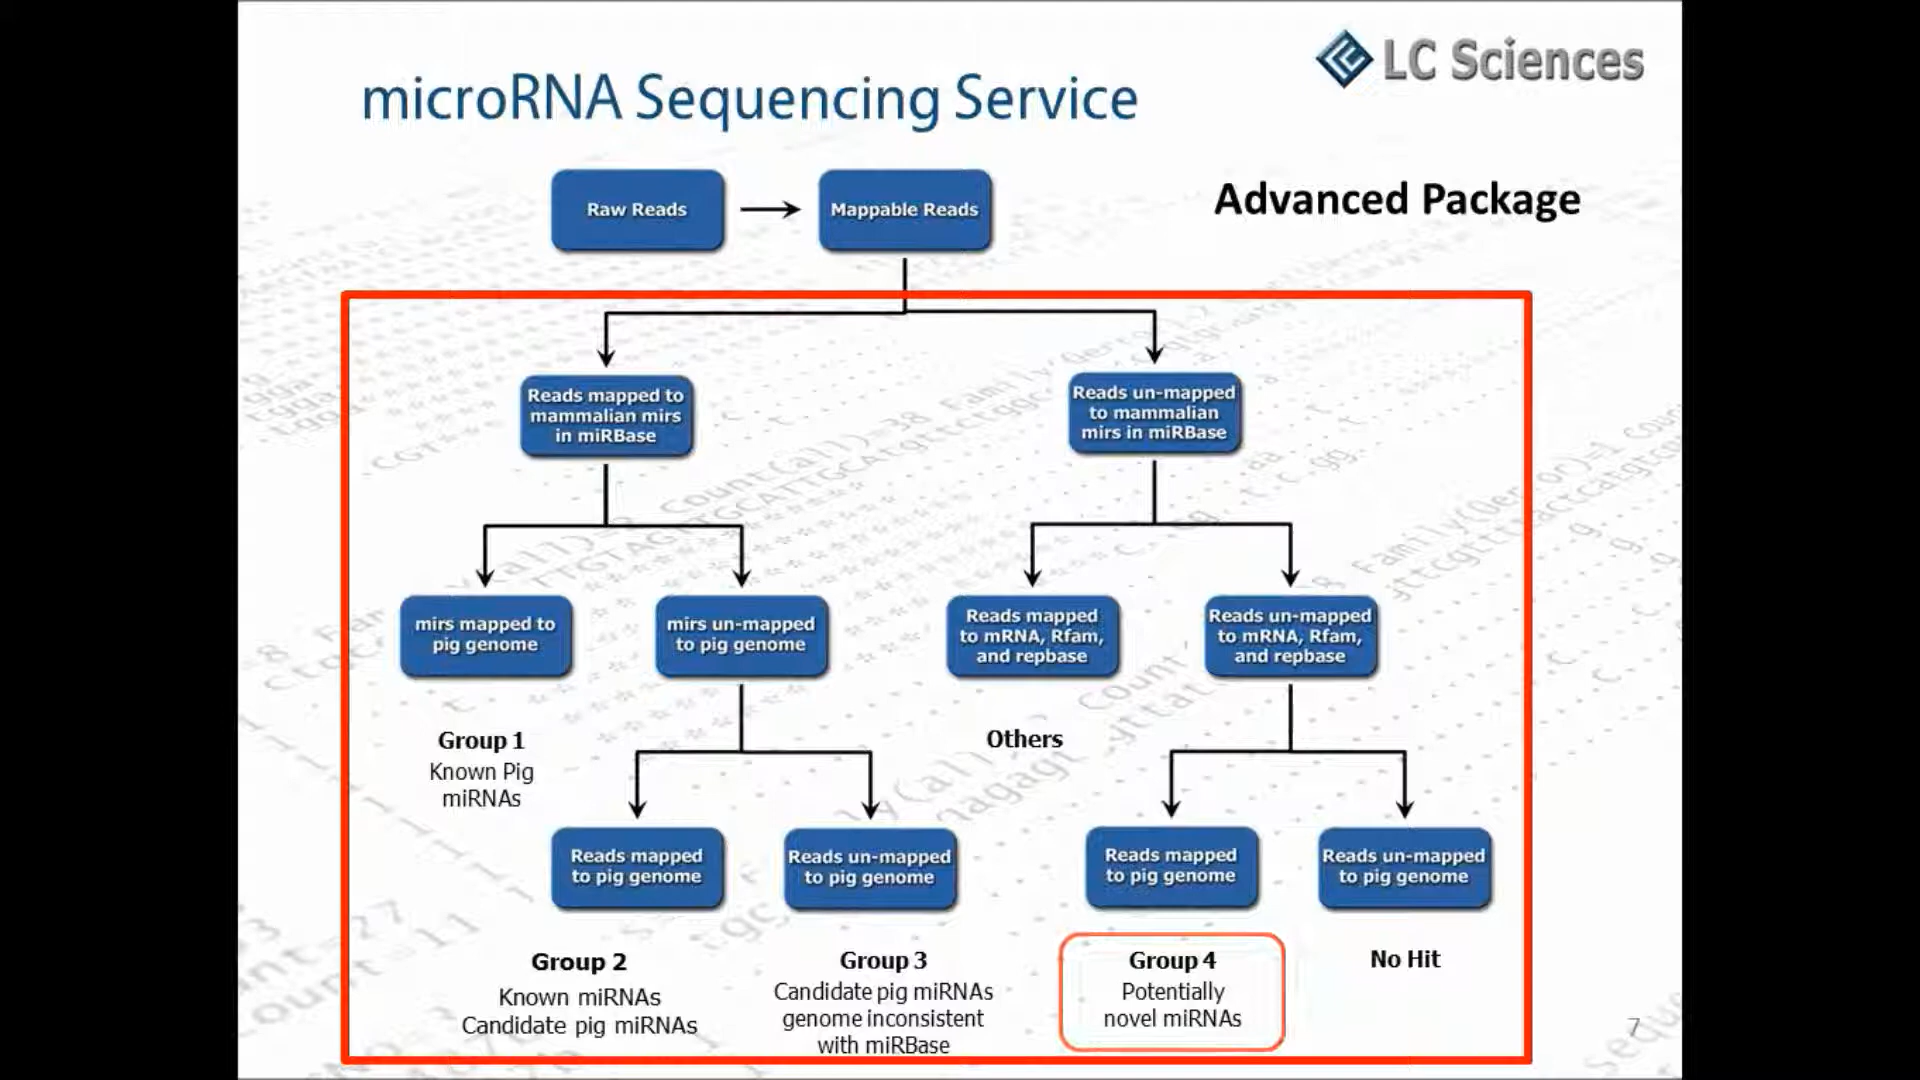 LC Sciences
microRNA Sequencing Service
Advanced Package
Raw Reads
Mappable Reads
Reads mapped to
mammalian mirs
in miRBase
Reads un-mapped
to mammalian
mirs in miRBase
mirs mapped to
pig genome
mirs un-mapped
to pig genome
Reads mapped
to mRNA, Rfam,
and repbase
Reads un-mapped
to mRNA, Rfam,
and repbase
Group 1
Known Pig
miRNAs
Others
Reads mapped
to pig genome
Reads un-mapped
to pig genome
Reads mapped
to pig genome
Reads un-mapped
to pig genome
Group 2
Known miRNAs
Candidate pig miRNAs
Group 3
Candidate pig miRNAs
genome inconsistent
with miRBase
Group 4
Potentially
novel miRNAs
No Hit
7